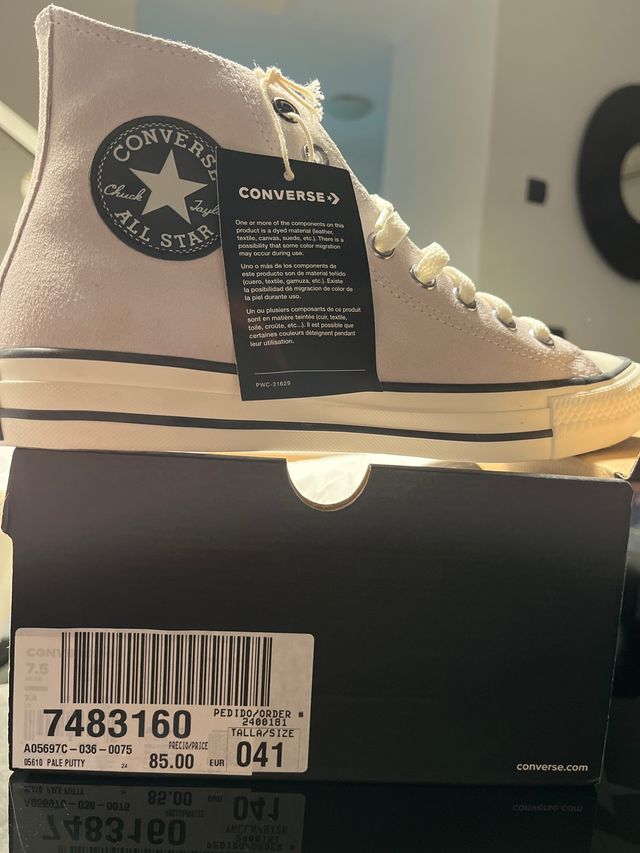 CONVERSE
Chuck
ALL STAR
CONVERSE
One or more of the components on this
product is a dyed material (leather,
textile, canvas, suede, etc.). There is a
possibility that some color migration
may occur during use.
Uno o más de los componentes de
este producto son de material teñido
(cuero, textile, gamuza, etc.). Existe
la posibilidad dé migracion de color de
la piel durante uso.
Un ou plusiers composants de ce produit
sont en matière teintée (cuir, textile,
toile, croûte, etc...). Il est possible que
certaines couleurs déteignent pendant
leur utilisation.
PWC-21629
7.5
7483160
PEDIDO/ORDER #
2400181
A05697C-036-0075
PRECIO/PRICE
TALLA/SIZE
05610 PALE PUTTY
24
85.00 EUR
041
converse.com